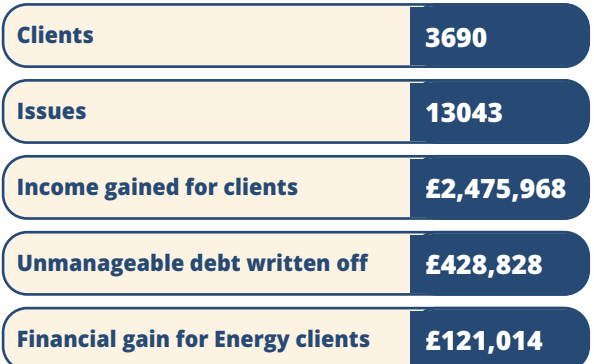 Clients 3690
Issues 13043
Income gained for clients £2,475,968
Unmanageable debt written off £428,828
Financial gain for Energy clients £121,014